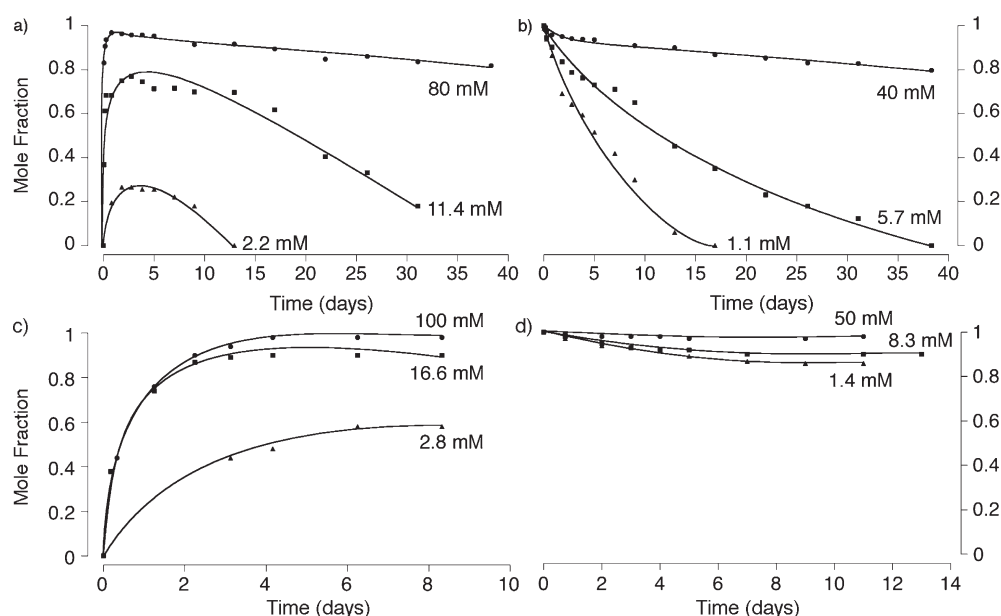 a)
b)
1
0.8
0.6
0.4
0.2
0
Mole Fraction
80 mM
11.4 mM
2.2 mM
0 5 10 15 20 25 30 35 40
Time (days)
40 mM
5.7 mM
1.1 mM
1
0.8
0.6
0.4
0.2
0
0 5 10 15 20 25 30 35 40
Time (days)
c)
d)
1
0.8
0.6
0.4
0.2
0
Mole Fraction
100 mM
16.6 mM
2.8 mM
0 2 4 6 8 10
Time (days)
50 mM
8.3 mM
1.4 mM
1
0.8
0.6
0.4
0.2
0
0 2 4 6 8 10 12 14
Time (days)